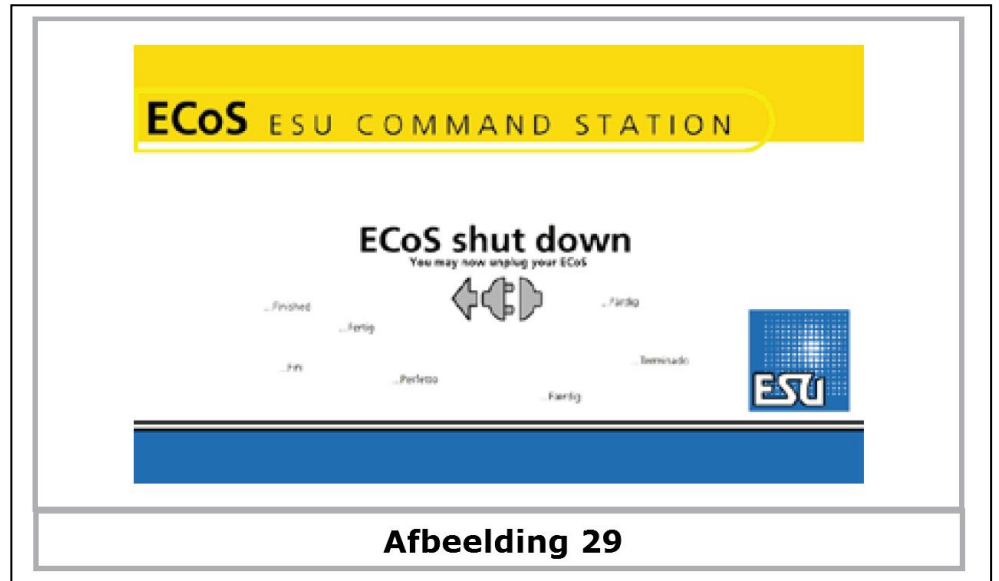 ECoS ESU COMMAND STATION
ECoS shut down
You may now unplug your ECoS
...Finished
...Färdig
...Fertig
...Terminado
...Fini
...Perfetto
...Færdig
ESU
Afbeelding 29